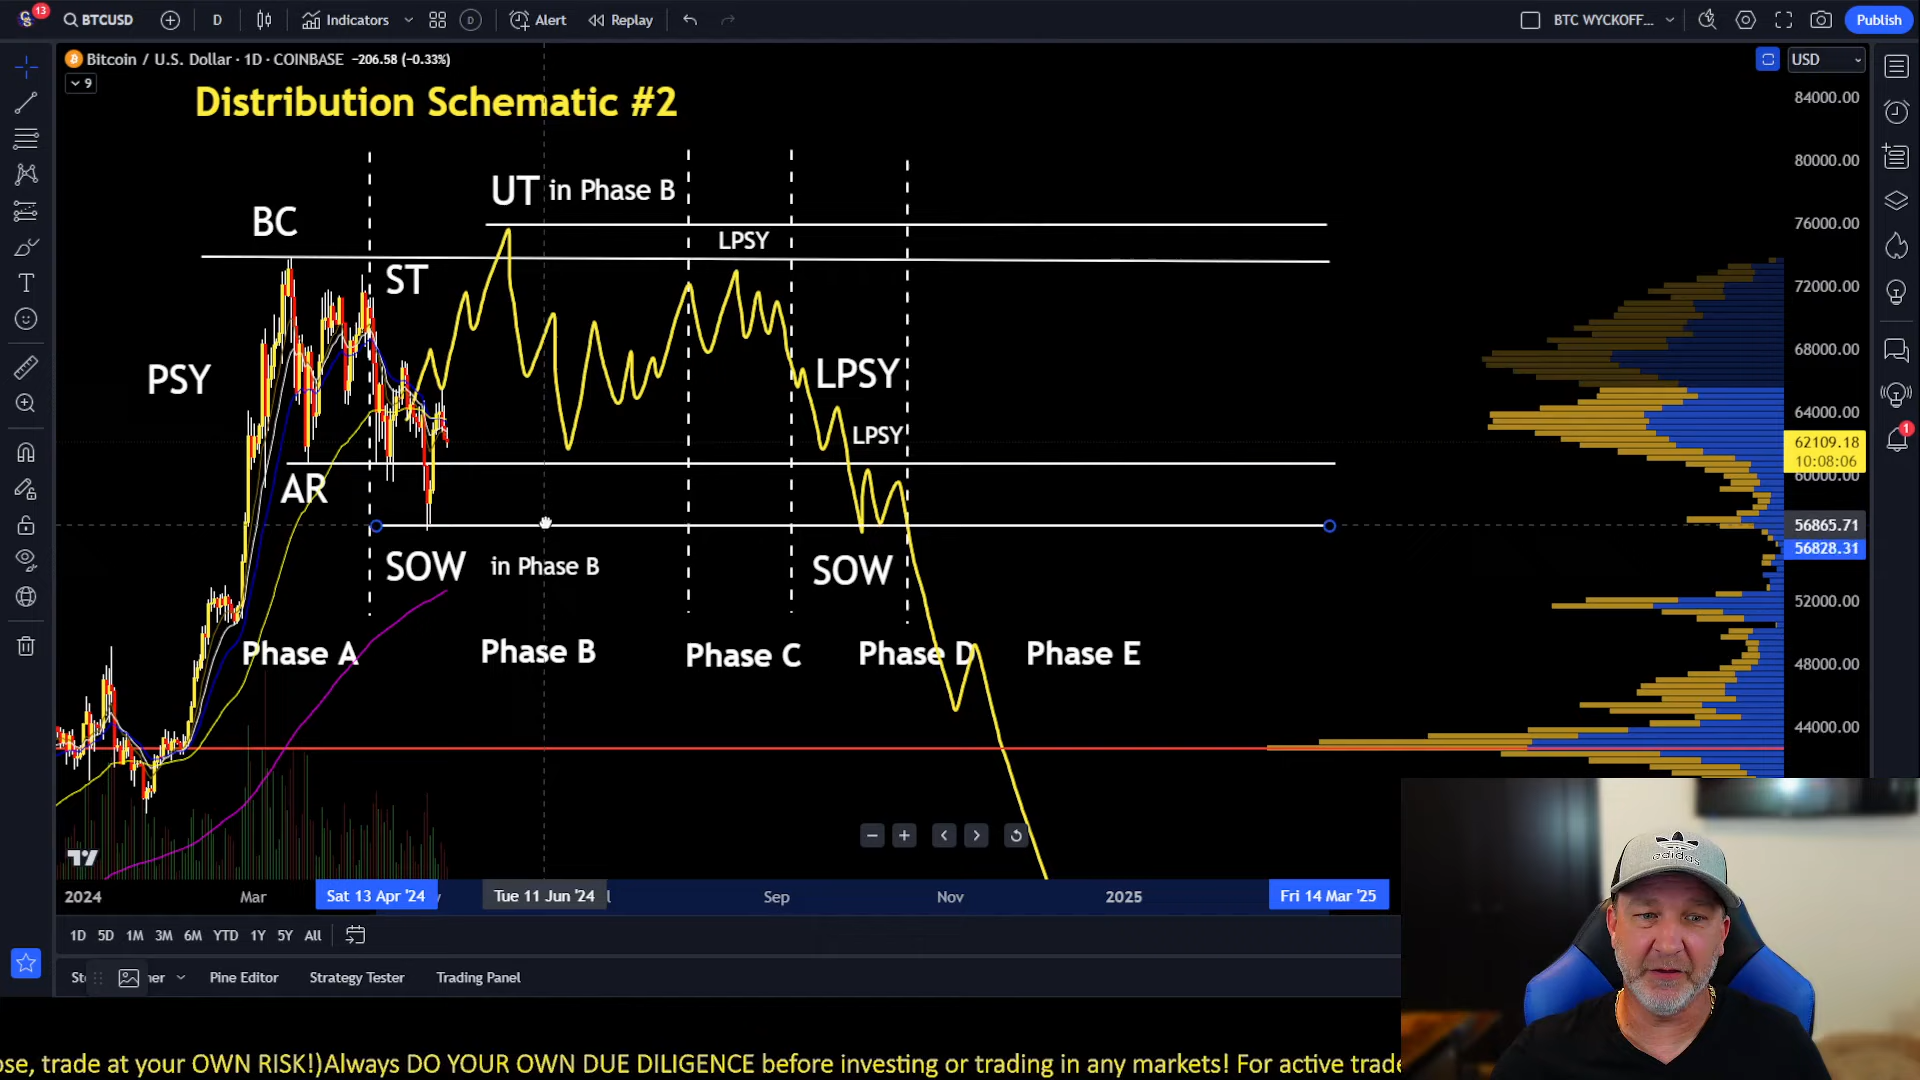 13
BTCUSD
D
Indicators
D
Alert
Replay
BTC WYCKOFF...
Publish
Bitcoin / U.S. Dollar · 1D · COINBASE −206.58 (−0.33%)
USD
9
Distribution Schematic #2
84000.00
80000.00
76000.00
72000.00
68000.00
64000.00
62109.18
10:08:06
60000.00
56865.71
56828.31
52000.00
48000.00
44000.00
1
UT in Phase B
BC
LPSY
ST
PSY
LPSY
LPSY
AR
SOW in Phase B
SOW
Phase A
Phase B
Phase C
Phase D
Phase E
adidas
2024
Mar
Sat 13 Apr '24
Tue 11 Jun '24
Sep
Nov
2025
Fri 14 Mar '25
1D 5D 1M 3M 6M YTD 1Y 5Y All
Pine Editor
Strategy Tester
Trading Panel
ose, trade at your OWN RISK!)Always DO YOUR OWN DUE DILIGENCE before investing or trading in any markets! For active trade